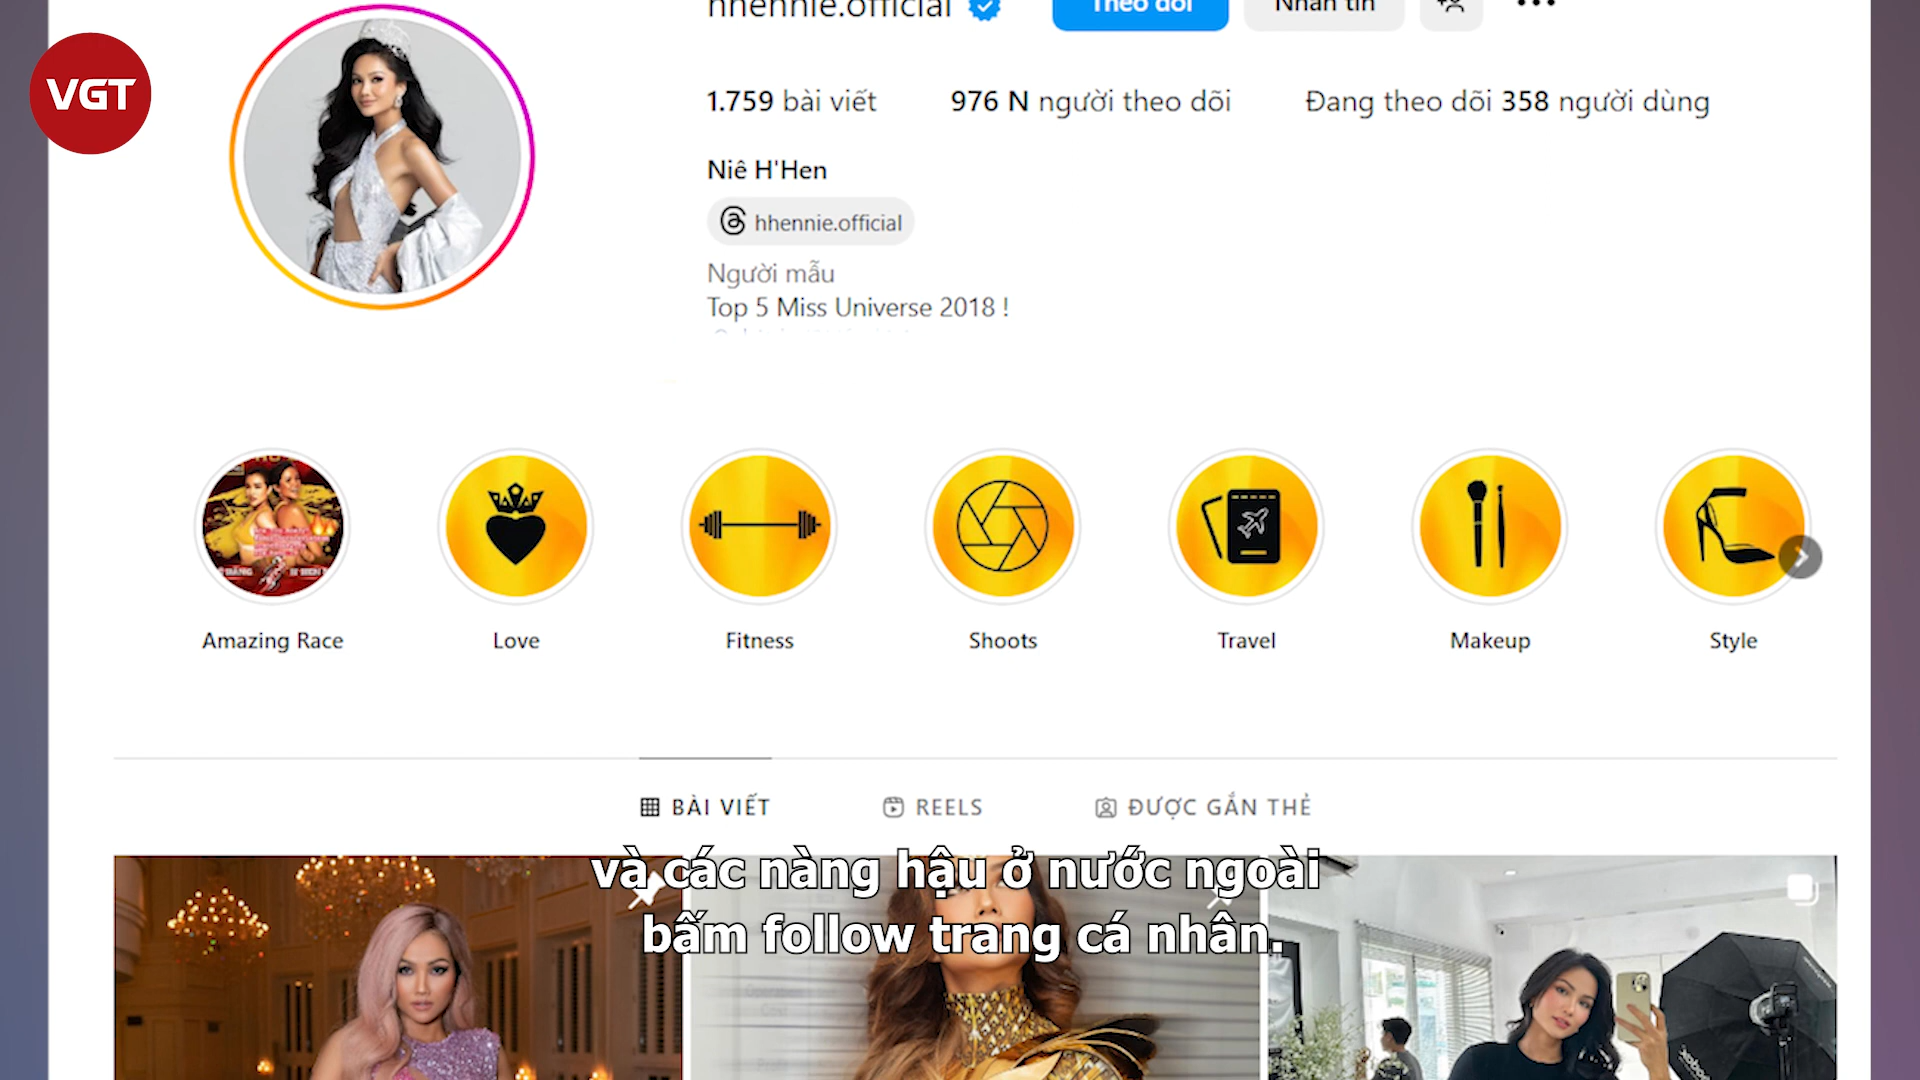 hhennie.official
Theo dõi
Nhắn tin
VGT
1.759 bài viết
976 N người theo dõi
Đang theo dõi 358 người dùng
Niê H'Hen
hhennie.official
Người mẫu
Top 5 Miss Universe 2018 !
Amazing Race
Love
Fitness
Shoots
Travel
Makeup
Style
BÀI VIẾT
REELS
ĐƯỢC GẮN THẺ
và các nàng hậu ở nước ngoài
bấm follow trang cá nhân.